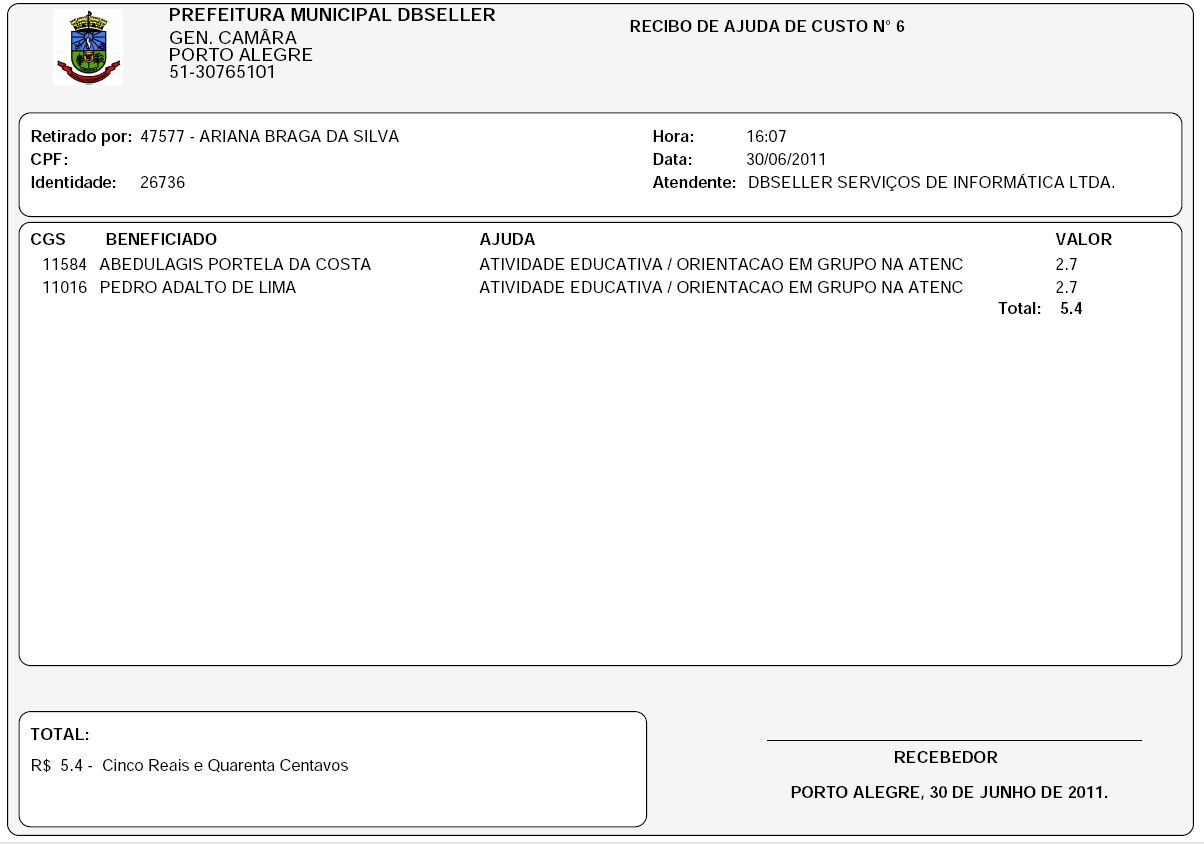 PREFEITURA MUNICIPAL DBSELLER
GEN. CAMÂRA
PORTO ALEGRE
51-30765101
RECIBO DE AJUDA DE CUSTO N° 6
Retirado por: 47577 - ARIANA BRAGA DA SILVA
CPF:
Identidade: 26736
Hora: 16:07
Data: 30/06/2011
Atendente: DBSELLER SERVIÇOS DE INFORMÁTICA LTDA.
CGS BENEFICIADO AJUDA VALOR
11584 ABEDULAGIS PORTELA DA COSTA ATIVIDADE EDUCATIVA / ORIENTACAO EM GRUPO NA ATENC 2.7
11016 PEDRO ADALTO DE LIMA ATIVIDADE EDUCATIVA / ORIENTACAO EM GRUPO NA ATENC 2.7
Total: 5.4
TOTAL:
R$ 5.4 - Cinco Reais e Quarenta Centavos
RECEBEDOR
PORTO ALEGRE, 30 DE JUNHO DE 2011.